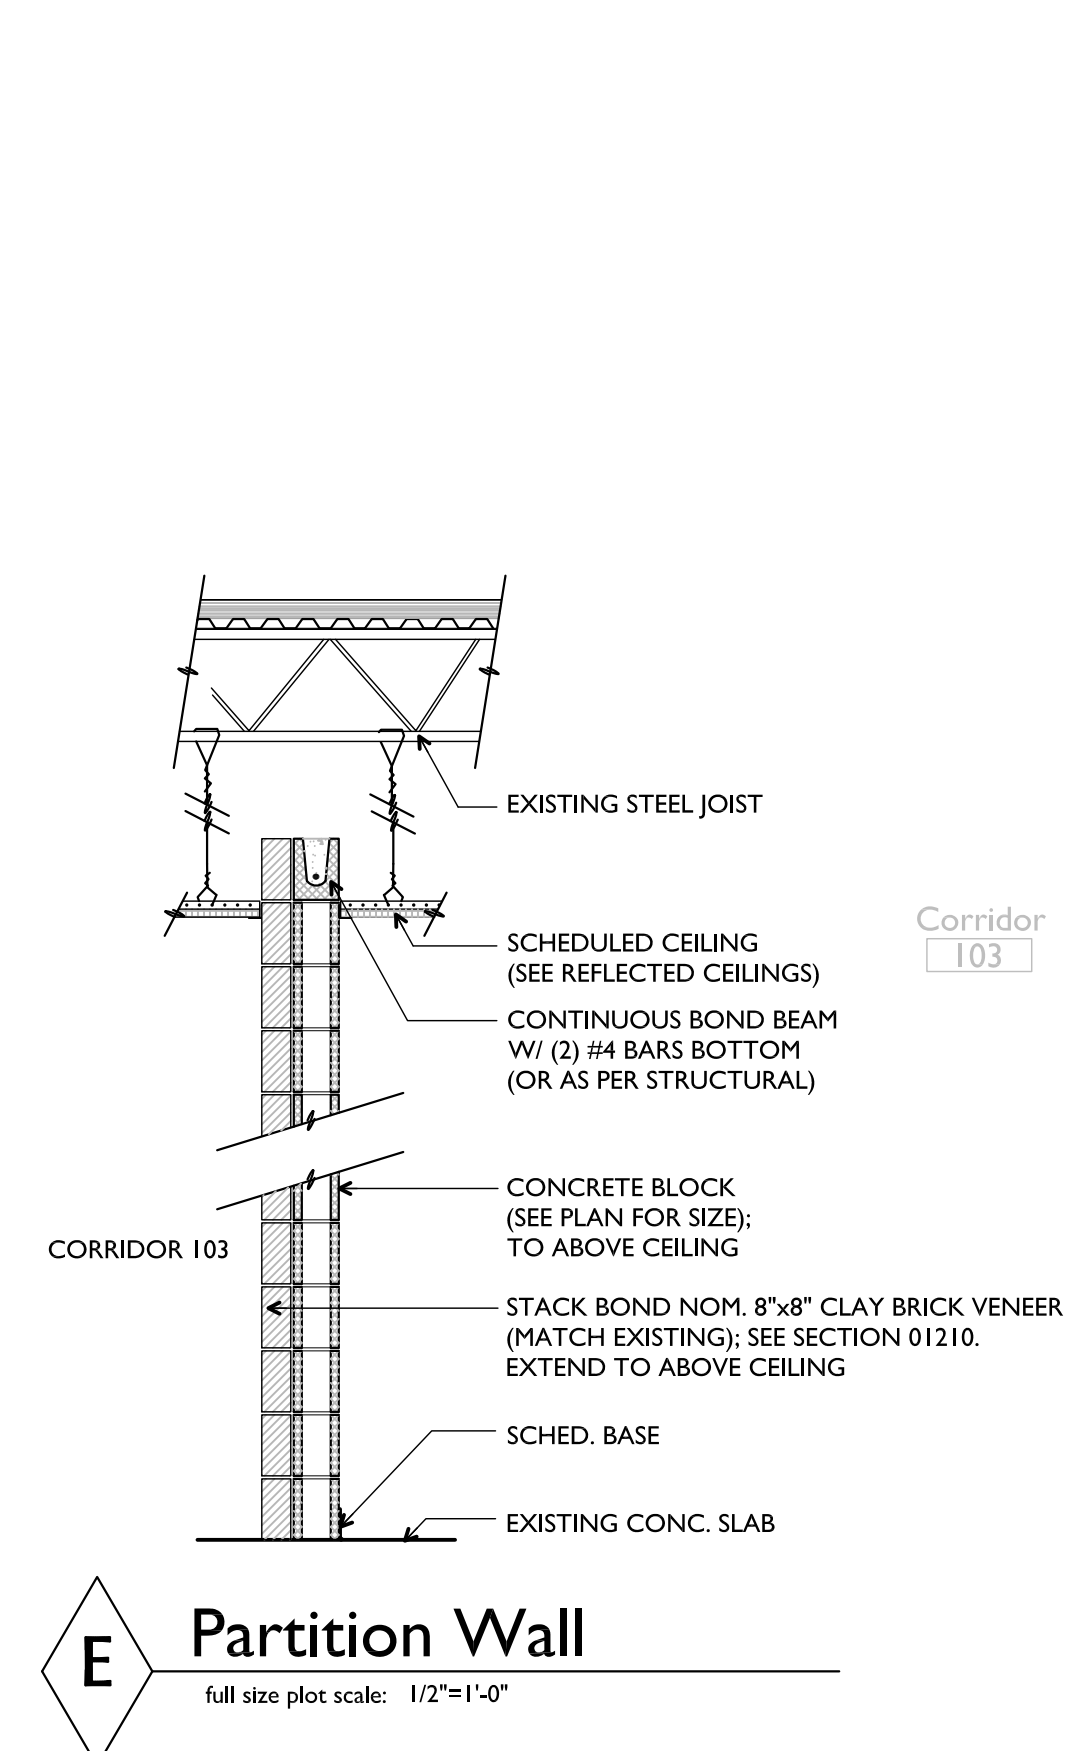 EXISTING STEEL JOIST
Corridor
103
SCHEDULED CEILING
(SEE REFLECTED CEILINGS)
CONTINUOUS BOND BEAM
W/ (2) #4 BARS BOTTOM
(OR AS PER STRUCTURAL)
CONCRETE BLOCK
(SEE PLAN FOR SIZE);
TO ABOVE CEILING
CORRIDOR 103
STACK BOND NOM. 8"x8" CLAY BRICK VENEER
(MATCH EXISTING); SEE SECTION 01210.
EXTEND TO ABOVE CEILING
SCHED. BASE
EXISTING CONC. SLAB
E
Partition Wall
full size plot scale: 1/2"=1'-0"